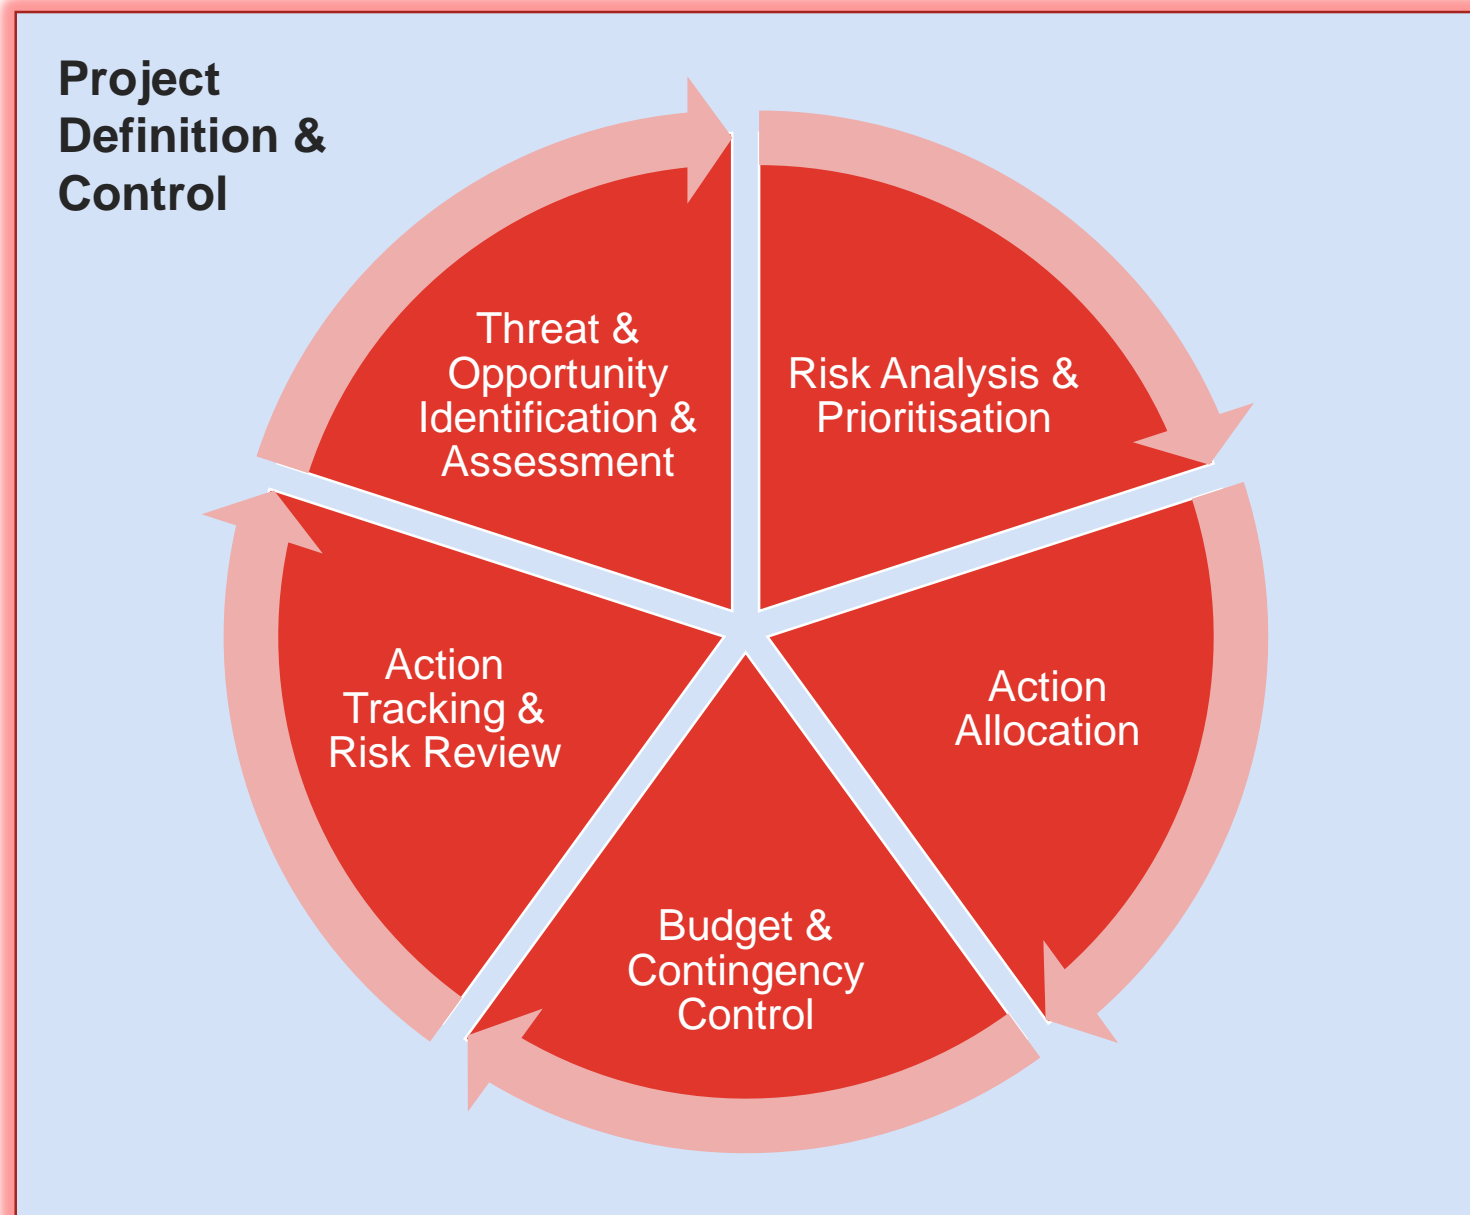 Project
Definition &
Control
Threat &
Opportunity
Identification &
Assessment
Risk Analysis &
Prioritisation
Action
Allocation
Budget &
Contingency
Control
Action
Tracking &
Risk Review